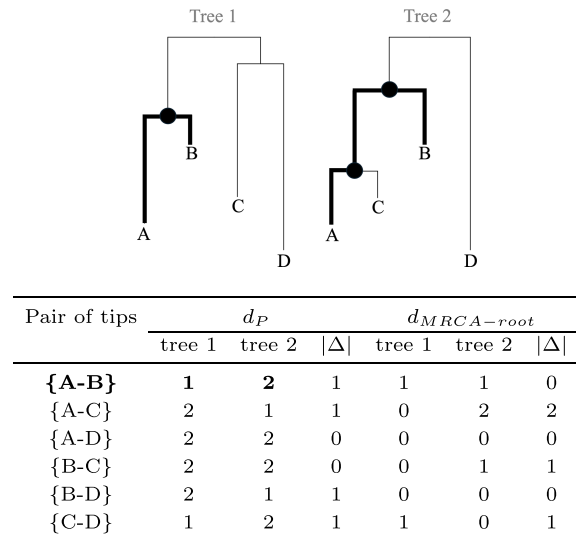 Tree 1 Tree 2
B B
C C
A A
D D
Pair of tips d_P d_{MRCA−root}
tree 1 tree 2 |Δ| tree 1 tree 2 |Δ|
{A-B} 1 2 1 1 1 0
{A-C} 2 1 1 0 2 2
{A-D} 2 2 0 0 0 0
{B-C} 2 2 0 0 1 1
{B-D} 2 1 1 0 0 0
{C-D} 1 2 1 1 0 1